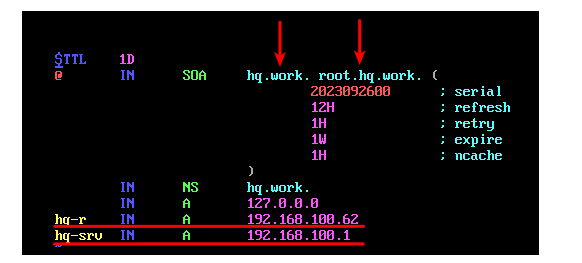 $TTL 1D
@ IN SOA hq.work. root.hq.work. (
2023092600 ; serial
12H ; refresh
1H ; retry
1W ; expire
1H ; ncache
)
IN NS hq.work.
IN A 127.0.0.0
hq-r IN A 192.168.100.62
hq-srv IN A 192.168.100.1
~